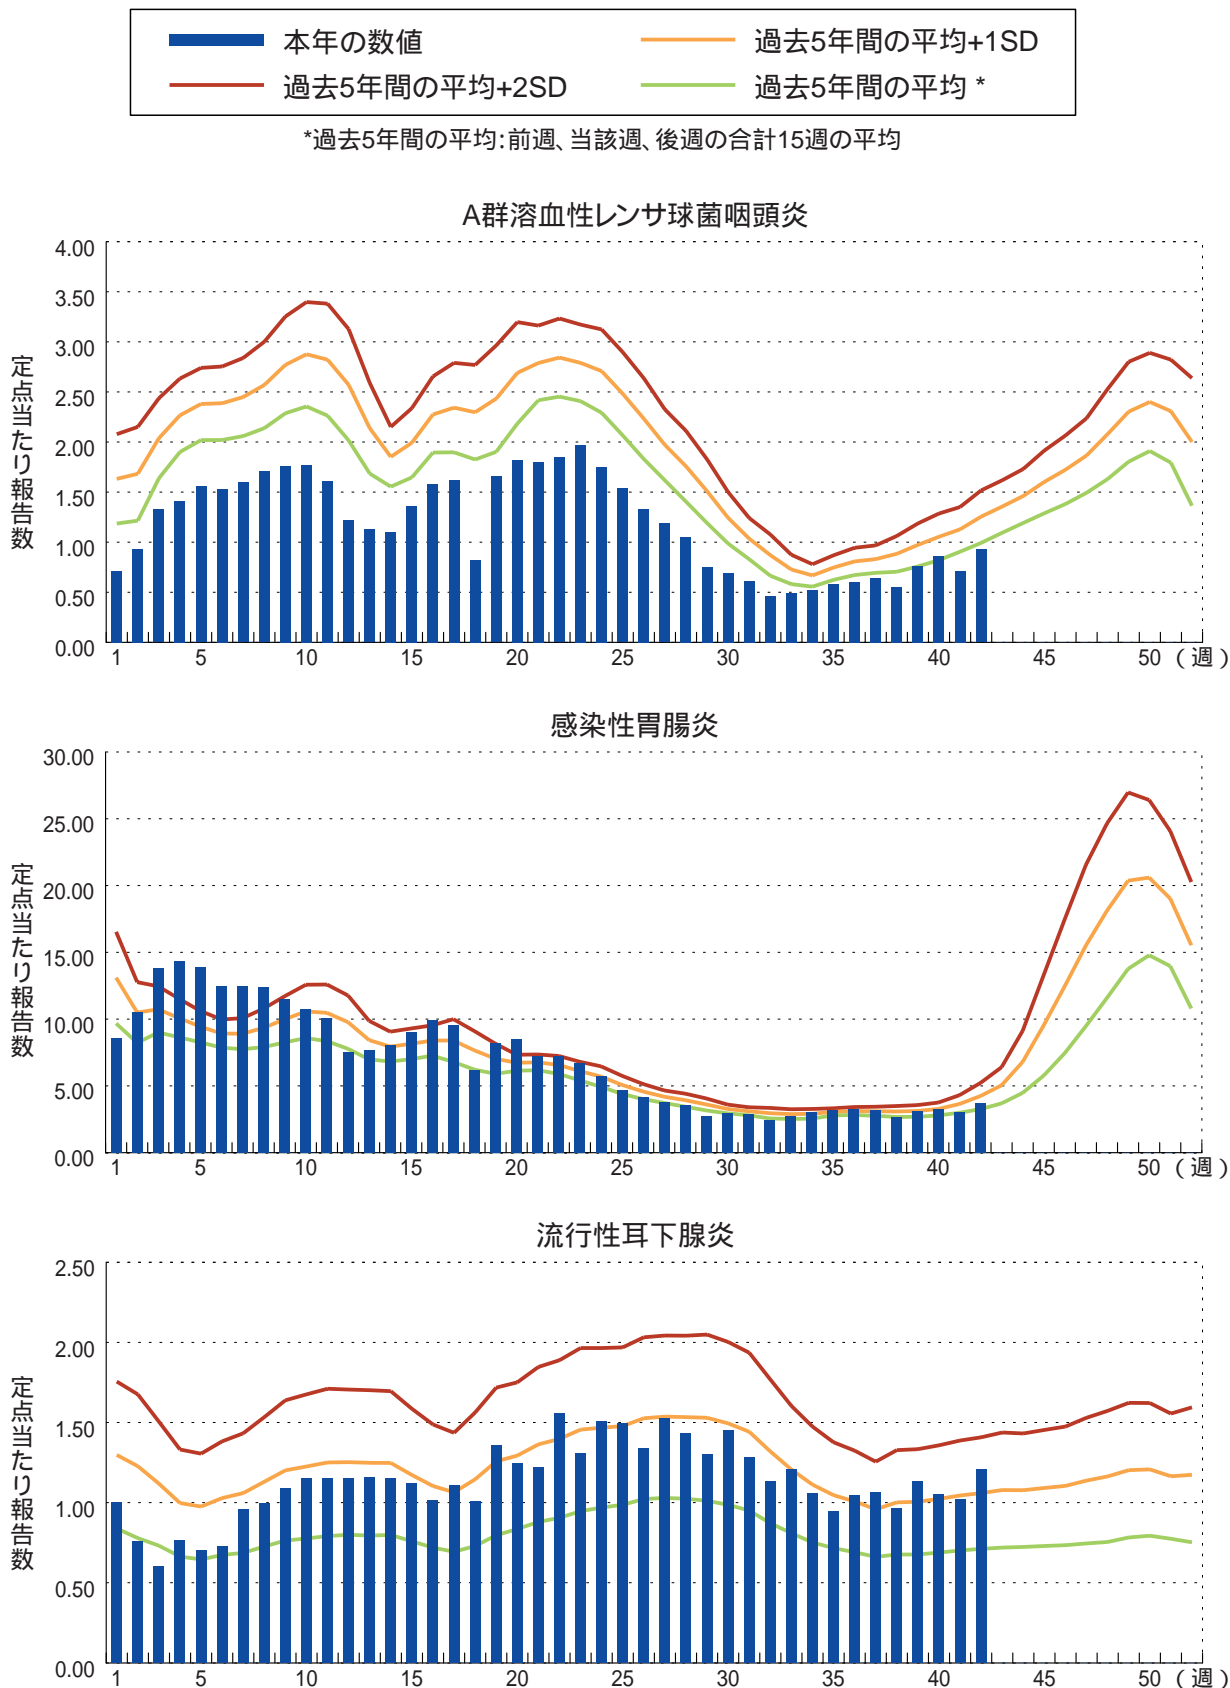 本年の数値
過去5年間の平均+1SD
過去5年間の平均+2SD
過去5年間の平均 *
*過去5年間の平均:前週、当該週、後週の合計15週の平均
A群溶血性レンサ球菌咽頭炎
定点当たり報告数
4.00
3.50
3.00
2.50
2.00
1.50
1.00
0.50
0.00
1 5 10 15 20 25 30 35 40 45 50 (週)
感染性胃腸炎
定点当たり報告数
30.00
25.00
20.00
15.00
10.00
5.00
0.00
1 5 10 15 20 25 30 35 40 45 50 (週)
流行性耳下腺炎
定点当たり報告数
2.50
2.00
1.50
1.00
0.50
0.00
1 5 10 15 20 25 30 35 40 45 50 (週)